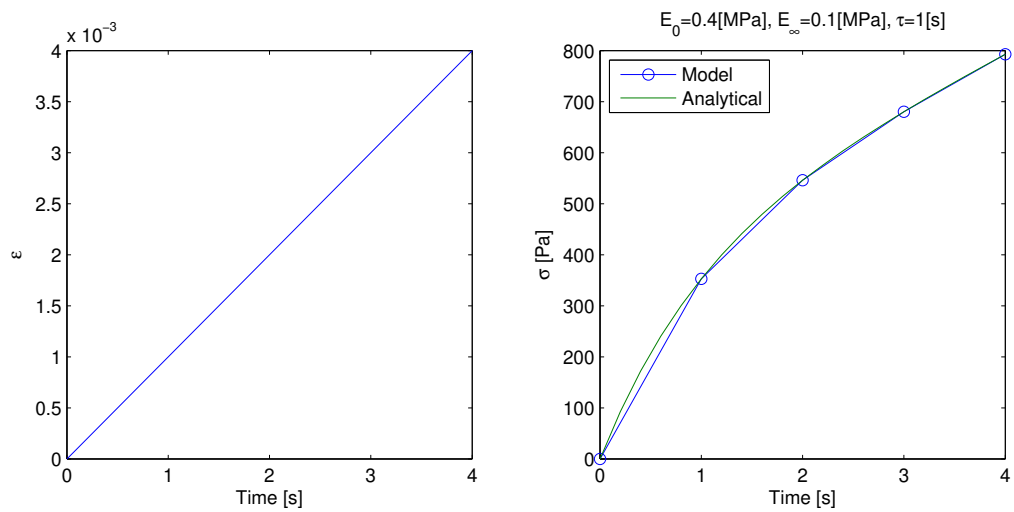 x 10⁻³
4
3.5
3
2.5
2
1.5
1
0.5
0
ε
0 1 2 3 4
Time [s]
E₀=0.4[MPa], E∞=0.1[MPa], τ=1[s]
800
700
600
500
400
300
200
100
0
σ [Pa]
Model
Analytical
0 1 2 3 4
Time [s]